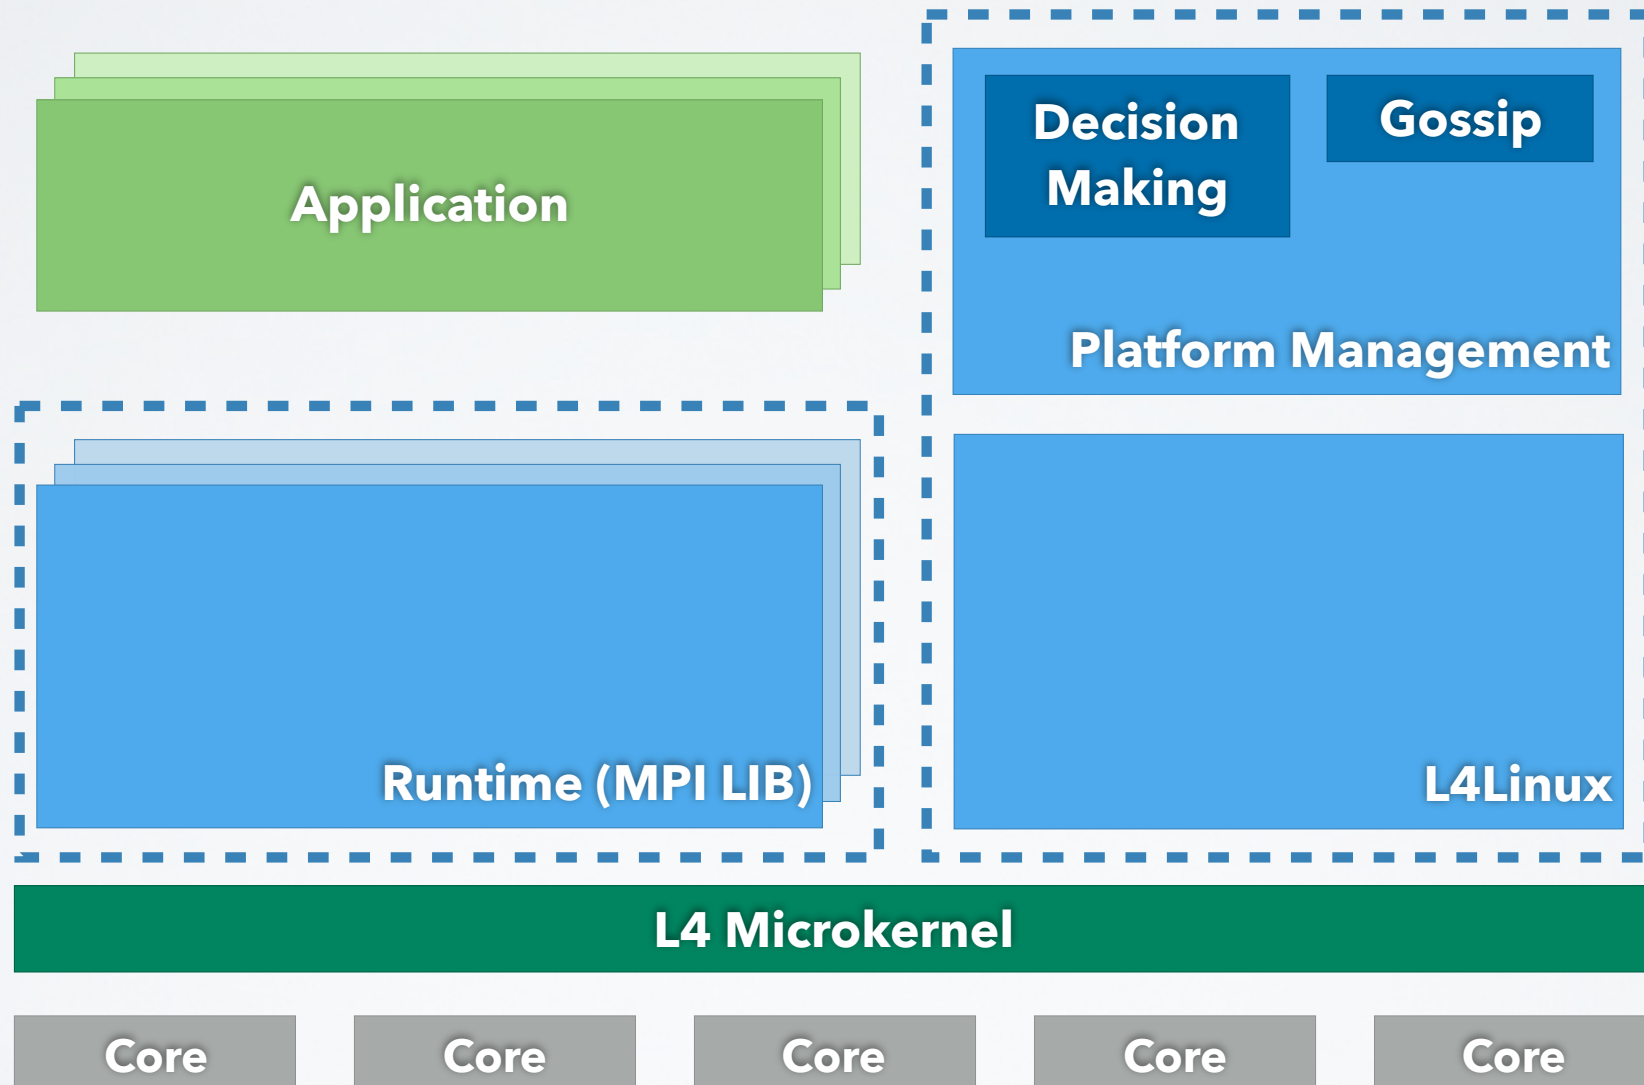 Application
Decision
Making
Gossip
Platform Management
Runtime (MPI LIB)
L4Linux
L4 Microkernel
Core
Core
Core
Core
Core